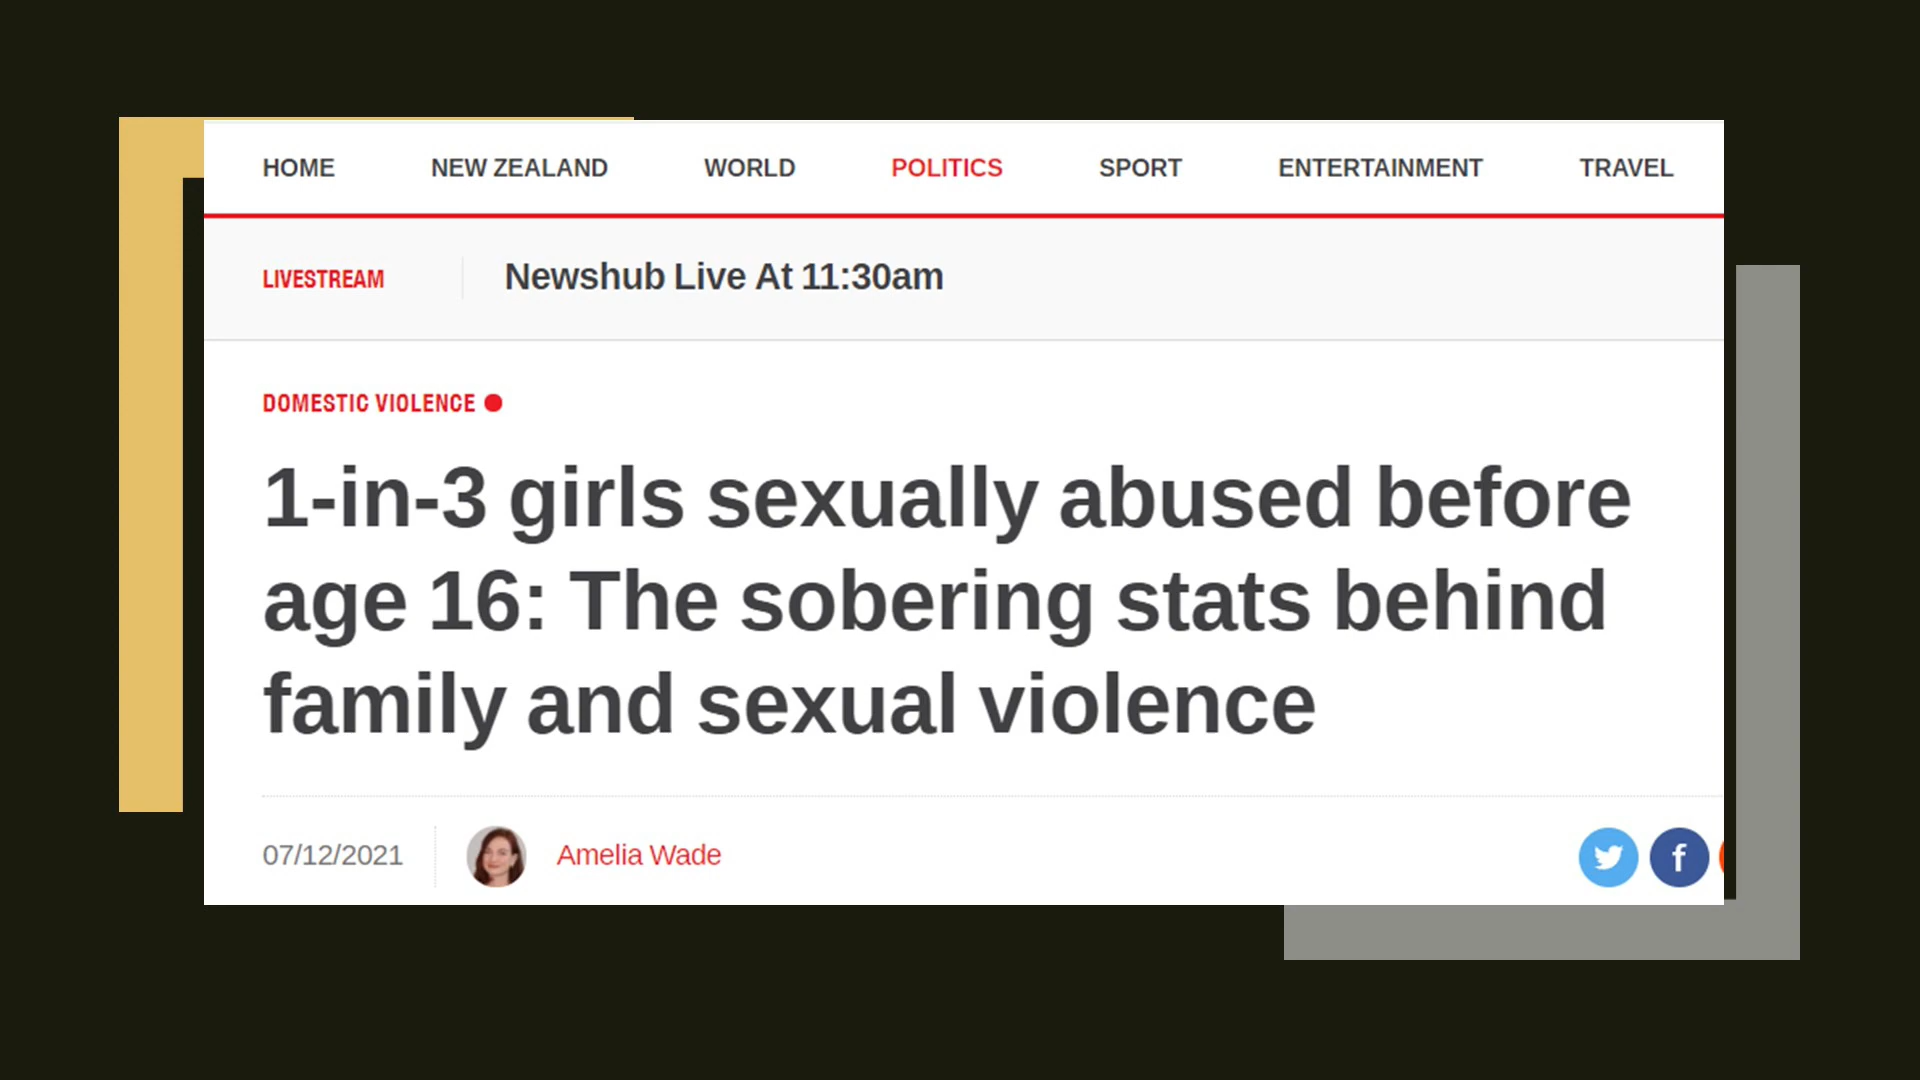 HOME NEW ZEALAND WORLD POLITICS SPORT ENTERTAINMENT TRAVEL
LIVESTREAM Newshub Live At 11:30am
DOMESTIC VIOLENCE
1-in-3 girls sexually abused before
age 16: The sobering stats behind
family and sexual violence
07/12/2021 Amelia Wade